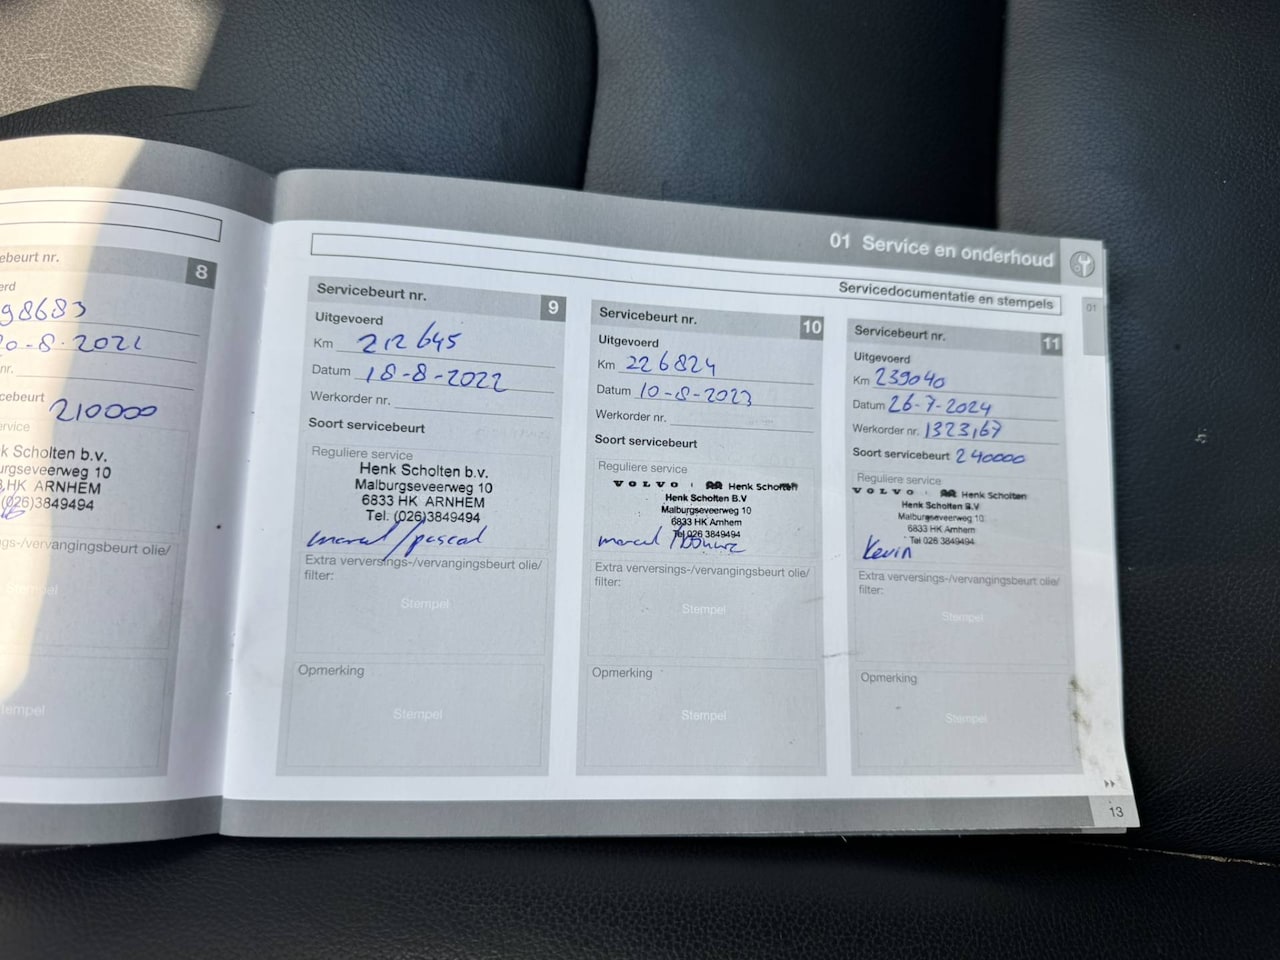 ebeurt nr.
8
erd
98683
0-8-202
nr.
cebeurt
210000
ervice
k Scholten b.v.
urgseveerweg 10
HK ARNHEM
(026)3849494
ngs-/vervangingsbeurt olie/
Stempel
tempel
01 Service en onderhoud
Servicedocumentatie en stempels
01
Servicebeurt nr.
9
Uitgevoerd
Km 212645
Datum 18-8-2022
Werkorder nr.
Soort servicebeurt
Reguliere service
Henk Scholten b.v.
Malburgseveerweg 10
6833 HK ARNHEM
Tel. (026)3849494
marcel/pascal
Extra verversings-/vervangingsbeurt olie/
filter:
Stempel
Opmerking
Stempel
Servicebeurt nr.
10
Uitgevoerd
Km 226824
Datum 10-8-2023
Werkorder nr.
Soort servicebeurt
Reguliere service
VOLVO Henk Scholten
Henk Scholten B.V
Malburgseveerweg 10
6833 HK Arnhem
Tel 026 3849494
marcel /
Extra verversings-/vervangingsbeurt olie/
filter:
Stempel
Opmerking
Stempel
Servicebeurt nr.
11
Uitgevoerd
Km 239040
Datum 26-7-2024
Werkorder nr. 1323167
Soort servicebeurt 240000
Reguliere service
VOLVO Henk Scholten
Henk Scholten B.V
Malburgseveerweg 10
6833 HK Arnhem
Tel 026 3849494
Kevin
Extra verversings-/vervangingsbeurt olie/
filter:
Stempel
Opmerking
Stempel
13